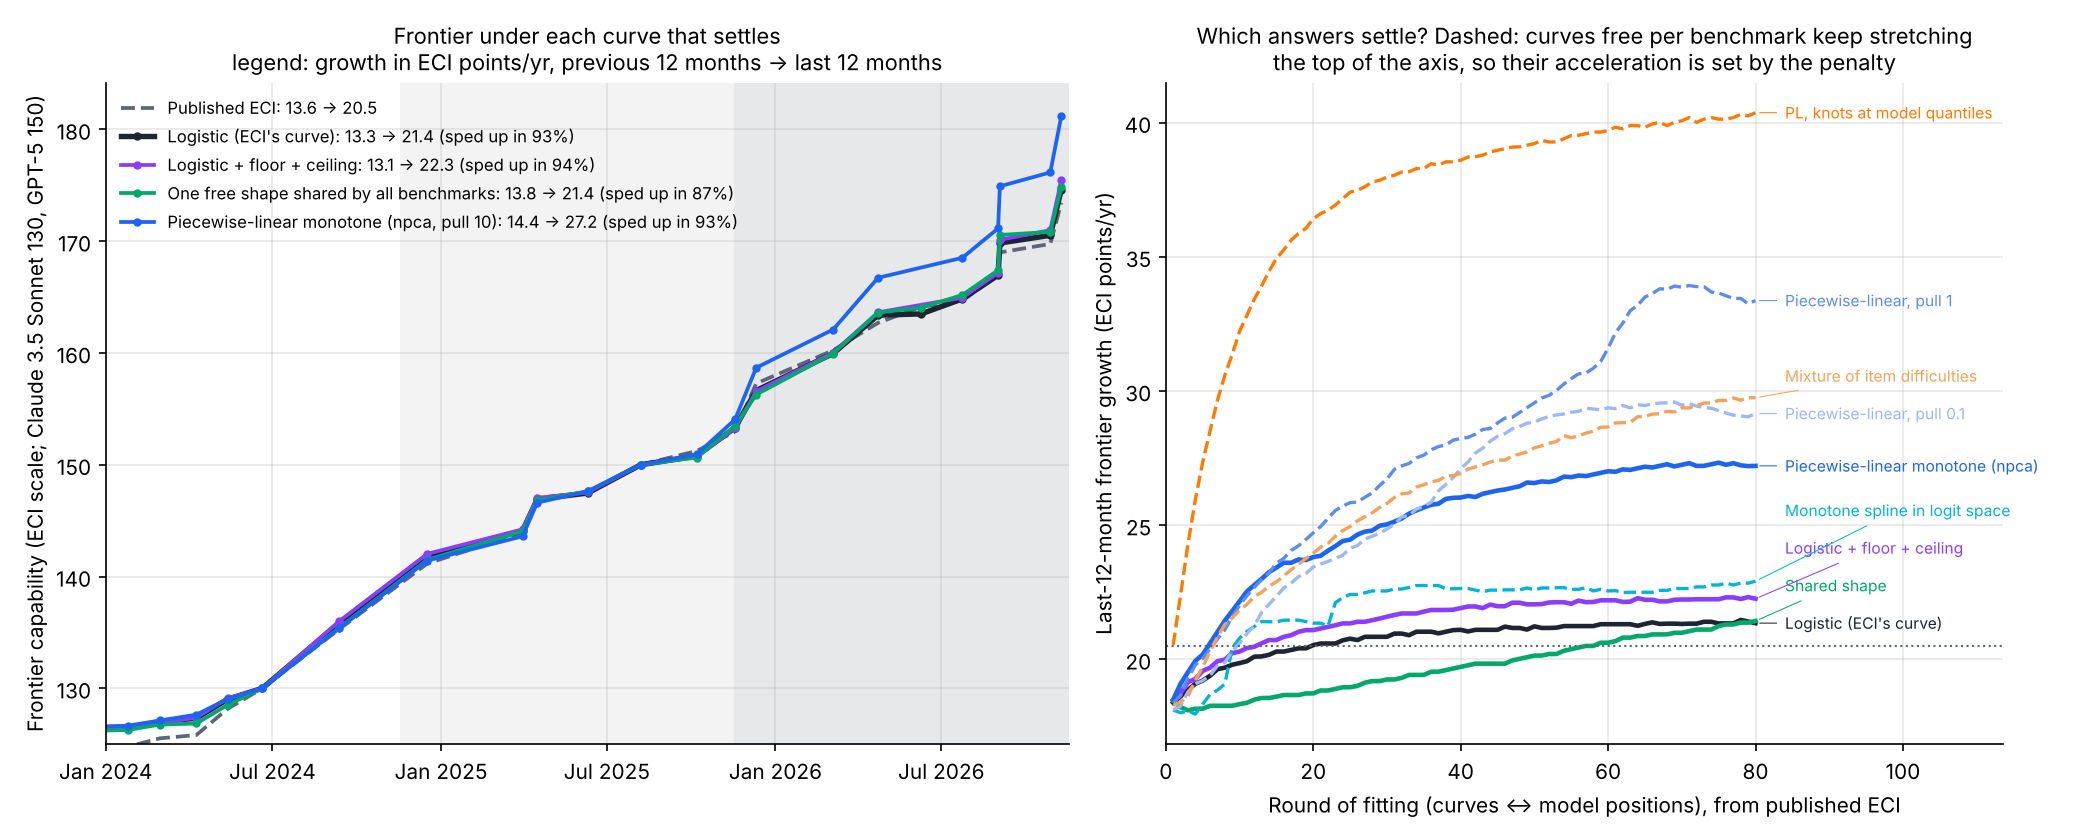 Frontier under each curve that settles
legend: growth in ECI points/yr, previous 12 months → last 12 months
Frontier capability (ECI scale; Claude 3.5 Sonnet 130, GPT-5 150)
180
170
160
150
140
130
Published ECI: 13.6 → 20.5
Logistic (ECI's curve): 13.3 → 21.4 (sped up in 93%)
Logistic + floor + ceiling: 13.1 → 22.3 (sped up in 94%)
One free shape shared by all benchmarks: 13.8 → 21.4 (sped up in 87%)
Piecewise-linear monotone (npca, pull 10): 14.4 → 27.2 (sped up in 93%)
Jan 2024
Jul 2024
Jan 2025
Jul 2025
Jan 2026
Jul 2026
Which answers settle? Dashed: curves free per benchmark keep stretching
the top of the axis, so their acceleration is set by the penalty
Last-12-month frontier growth (ECI points/yr)
40
35
30
25
20
PL, knots at model quantiles
Piecewise-linear, pull 1
Mixture of item difficulties
Piecewise-linear, pull 0.1
Piecewise-linear monotone (npca)
Monotone spline in logit space
Logistic + floor + ceiling
Shared shape
Logistic (ECI's curve)
0
20
40
60
80
100
Round of fitting (curves ↔ model positions), from published ECI